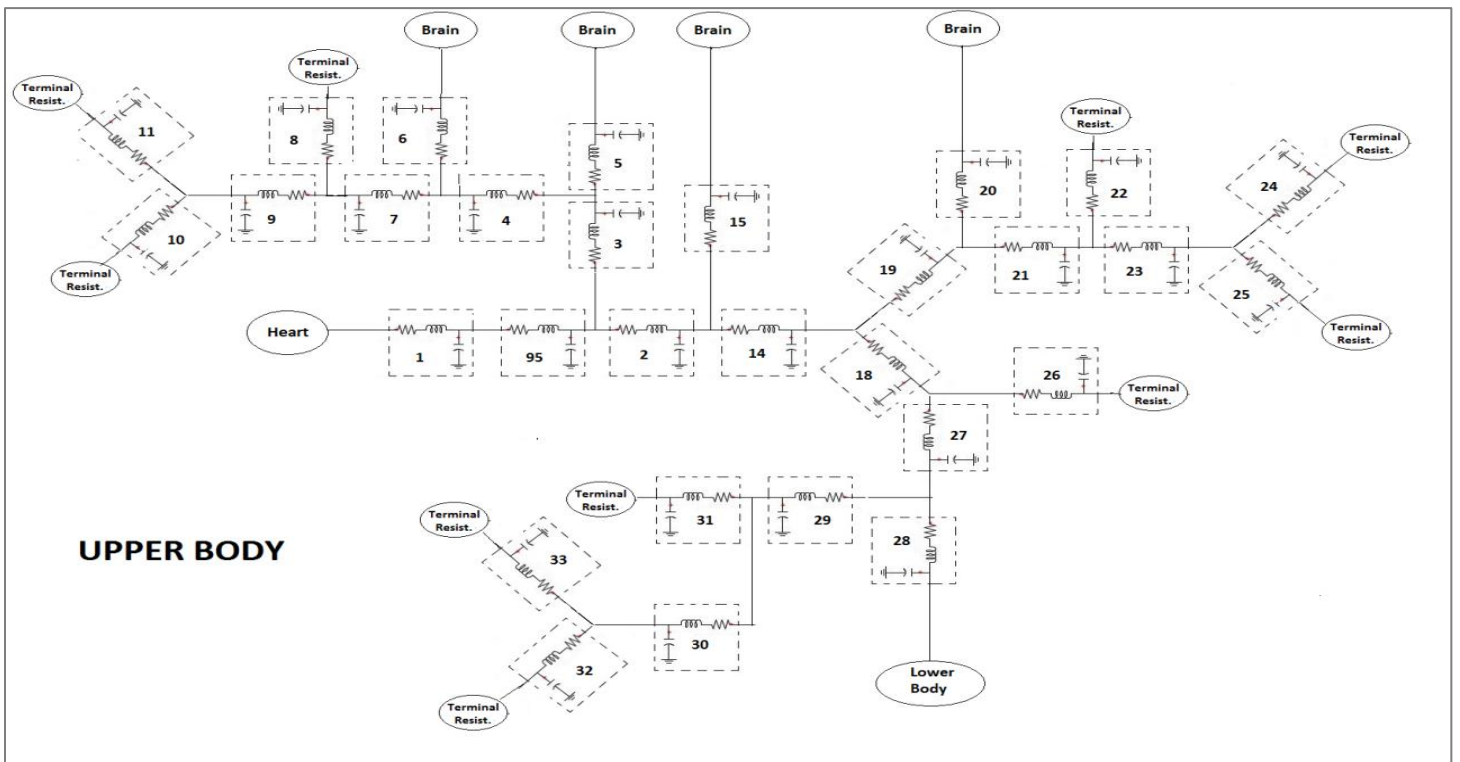 Brain
Brain
Brain
Brain
Terminal
Resist.
Terminal
Resist.
Terminal
Resist.
Terminal
Resist.
11
8
6
5
20
22
24
15
9
7
4
3
10
19
21
23
25
Terminal
Resist.
Heart
Terminal
Resist.
1
95
2
14
18
26
Terminal
Resist.
27
Terminal
Resist.
31
29
Terminal
Resist.
28
UPPER BODY
33
30
32
Lower
Body
Terminal
Resist.